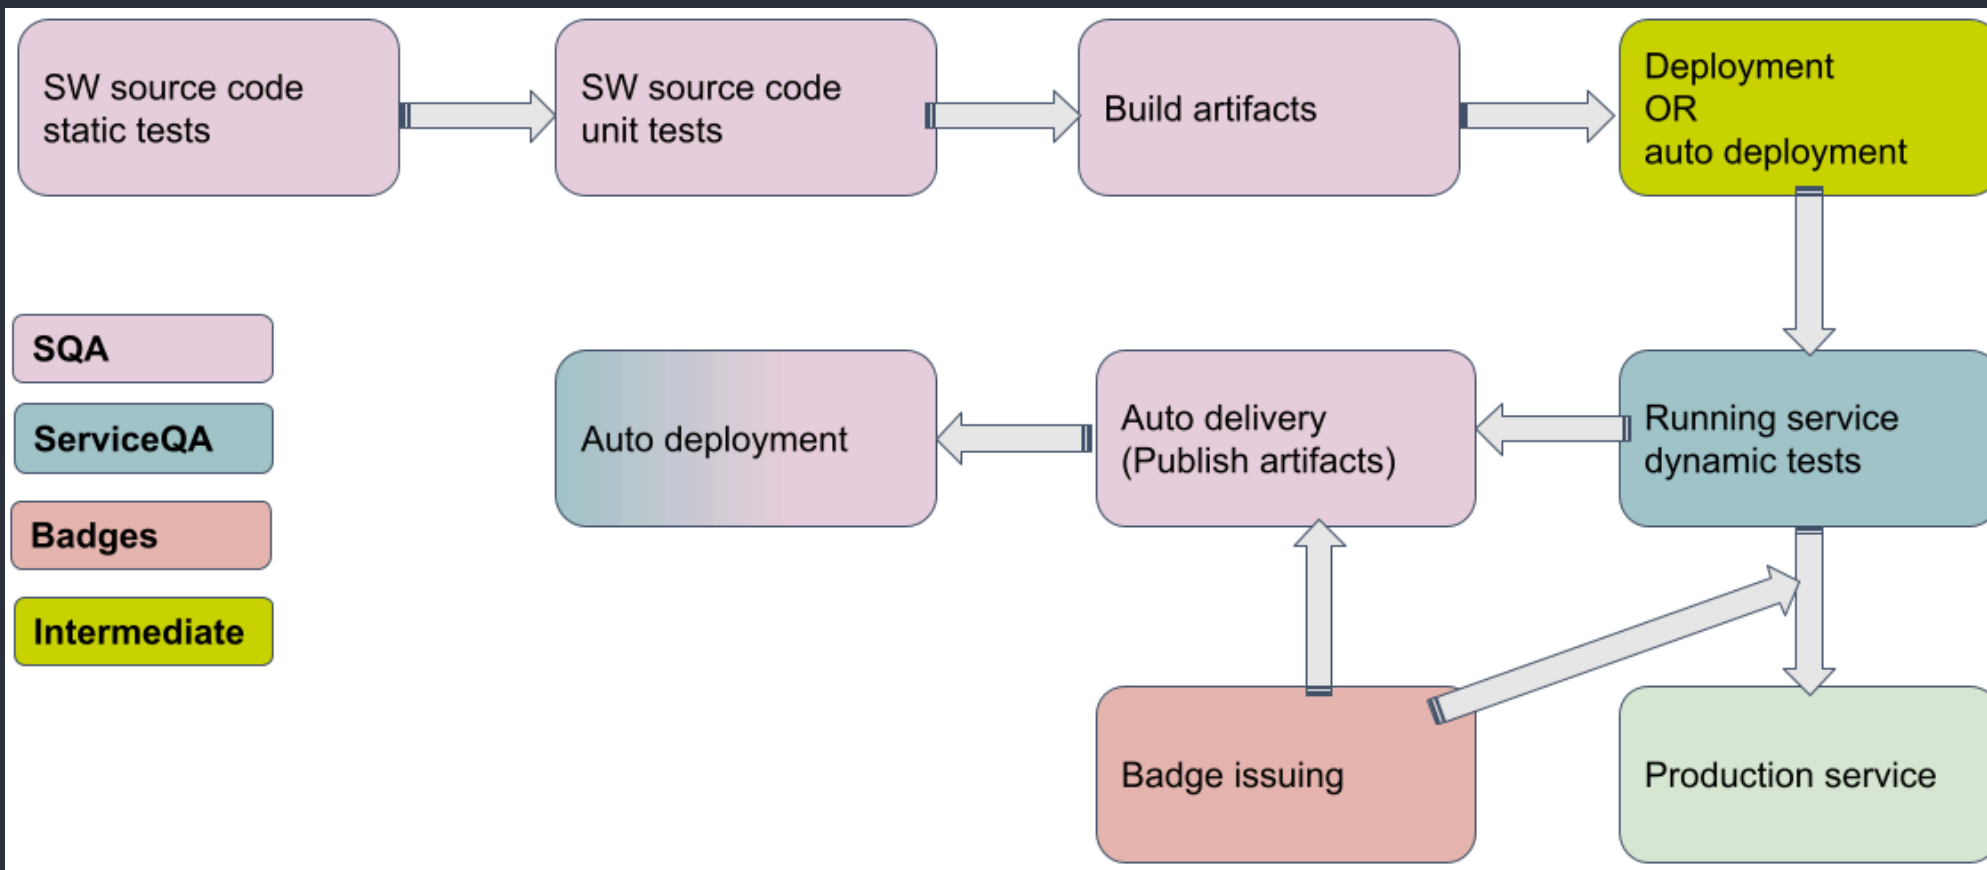 SW source code
static tests
SW source code
unit tests
Build artifacts
Deployment
OR
auto deployment
SQA
ServiceQA
Badges
Intermediate
Auto deployment
Auto delivery
(Publish artifacts)
Running service
dynamic tests
Badge issuing
Production service